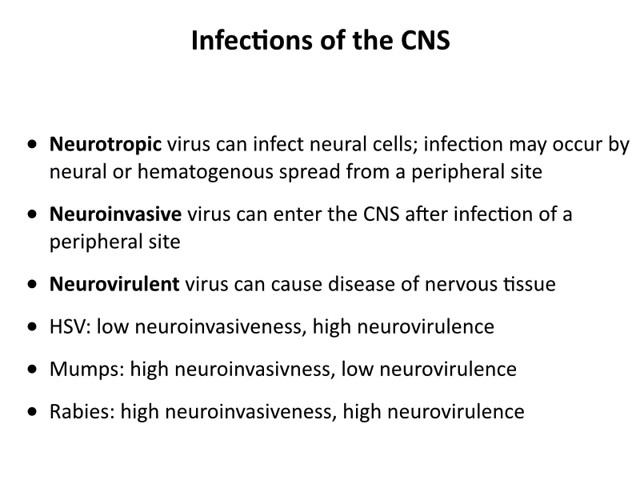 Infections of the CNS
• Neurotropic virus can infect neural cells; infection may occur by
neural or hematogenous spread from a peripheral site
• Neuroinvasive virus can enter the CNS after infection of a
peripheral site
• Neurovirulent virus can cause disease of nervous tissue
• HSV: low neuroinvasiveness, high neurovirulence
• Mumps: high neuroinvasivness, low neurovirulence
• Rabies: high neuroinvasiveness, high neurovirulence